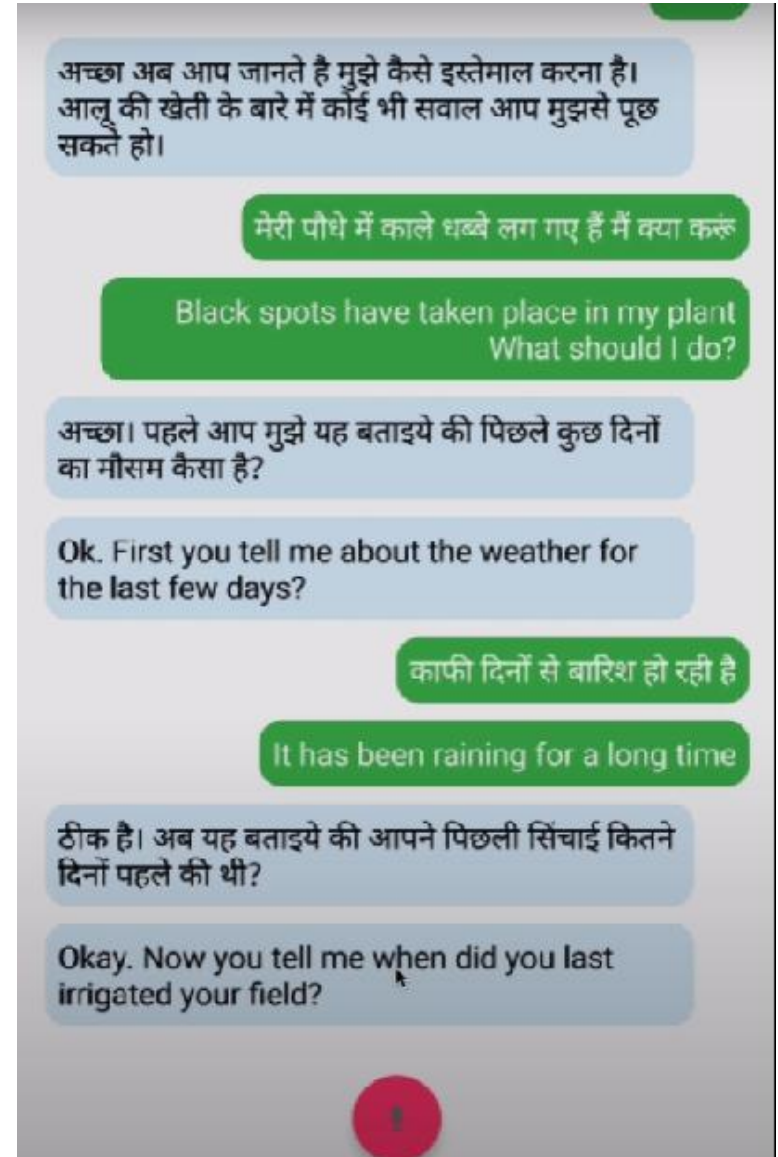 अच्छा अब आप जानते है मुझे कैसे इस्तेमाल करना है।
आलू की खेती के बारे में कोई भी सवाल आप मुझसे पूछ
सकते हो।
मेरी पौधे में काले धब्बे लग गए हैं मैं क्या करूं
Black spots have taken place in my plant
What should I do?
अच्छा। पहले आप मुझे यह बताइये की पिछले कुछ दिनों
का मौसम कैसा है?
Ok. First you tell me about the weather for
the last few days?
काफी दिनों से बारिश हो रही है
It has been raining for a long time
ठीक है। अब यह बताइये की आपने पिछली सिंचाई कितने
दिनों पहले की थी?
Okay. Now you tell me when did you last
irrigated your field?